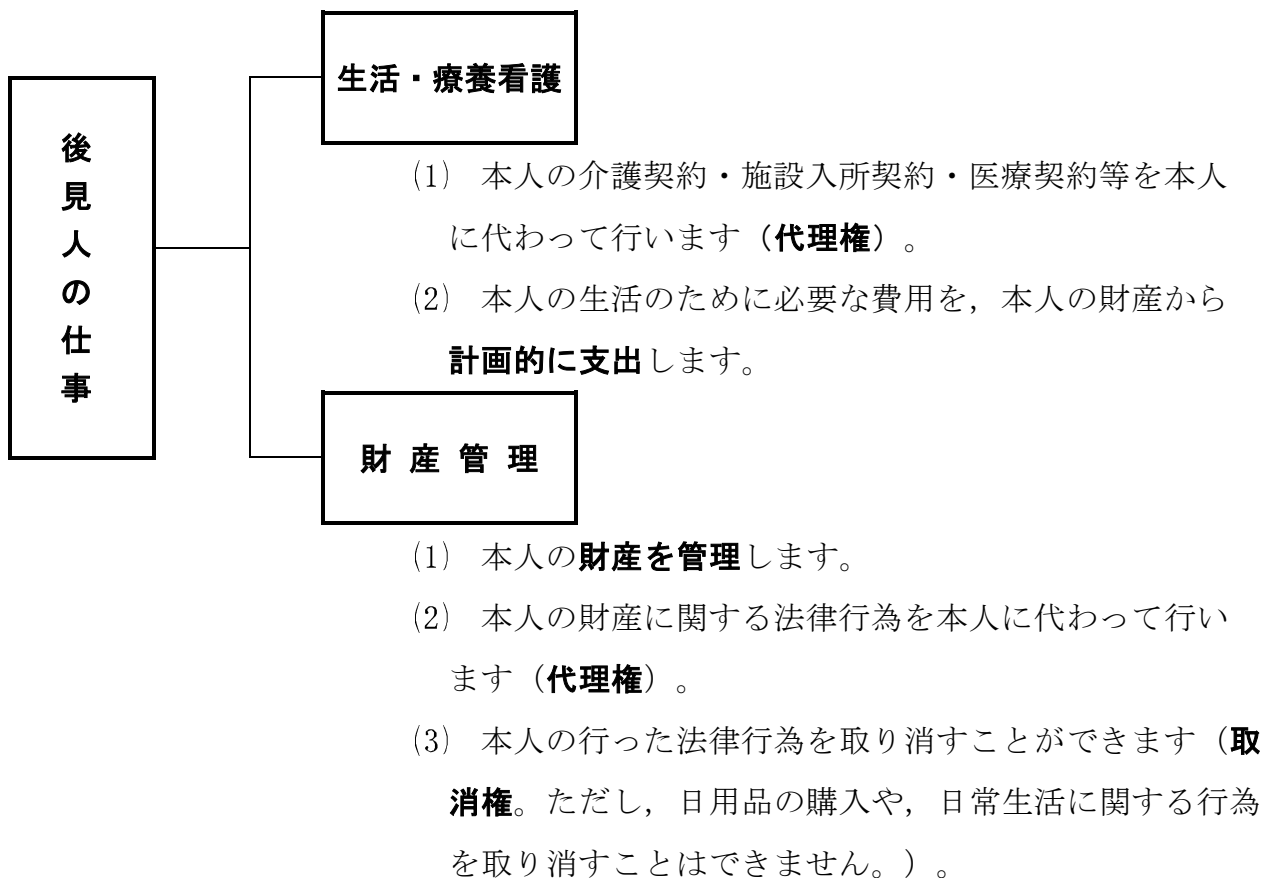 後見人の仕事
生活・療養看護
⑴ 本人の介護契約・施設入所契約・医療契約等を本人
に代わって行います（代理権）。
⑵ 本人の生活のために必要な費用を，本人の財産から
計画的に支出します。
財産管理
⑴ 本人の財産を管理します。
⑵ 本人の財産に関する法律行為を本人に代わって行い
ます（代理権）。
⑶ 本人の行った法律行為を取り消すことができます（取
消権。ただし，日用品の購入や，日常生活に関する行為
を取り消すことはできません。）。